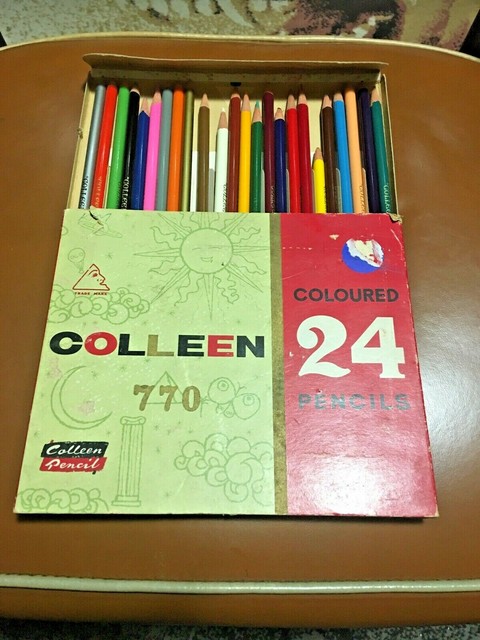 TRADE MARK
COLLEEN
770
Colleen
Pencil
COLOURED
24
PENCILS